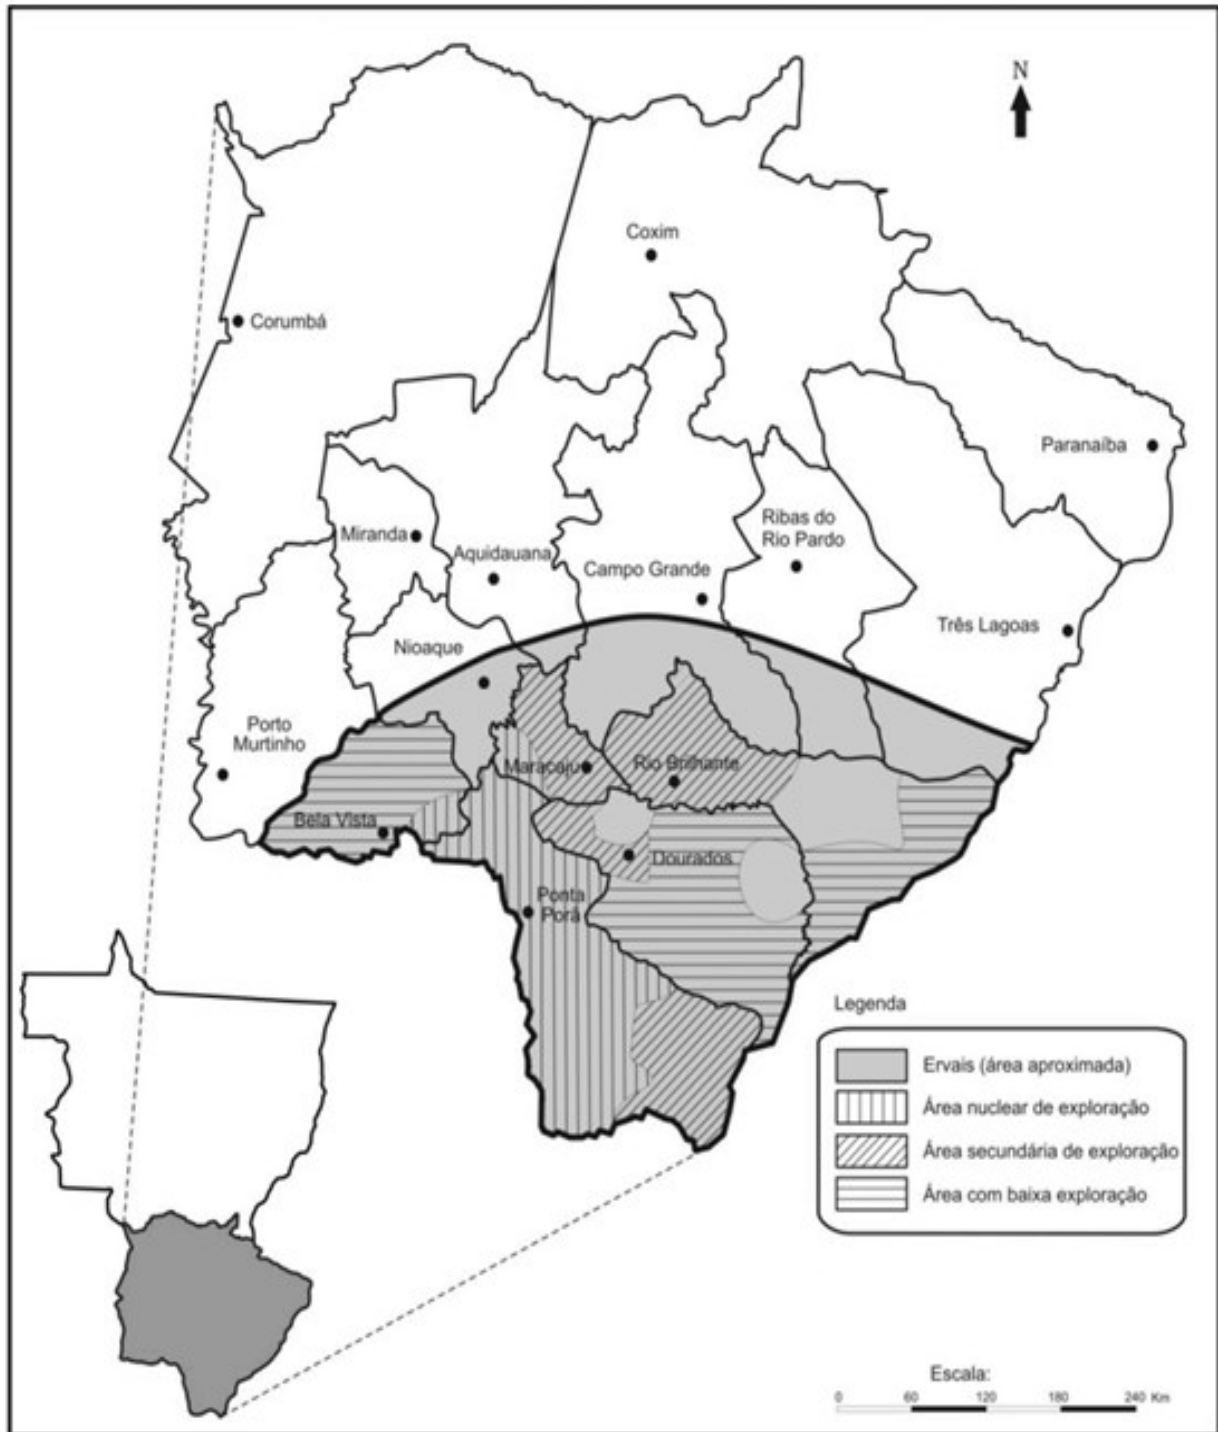 N
Coxim
Corumbá
Paranaíba
Ribas do
Rio Pardo
Miranda
Aquidauana
Campo Grande
Três Lagoas
Nioaque
Porto
Murtinho
Maracaju
Rio Brilhante
Bela Vista
Dourados
Ponta
Porã
Legenda
Ervais (área aproximada)
Área nuclear de exploração
Área secundária de exploração
Área com baixa exploração
Escala:
0 60 120 180 240 Km